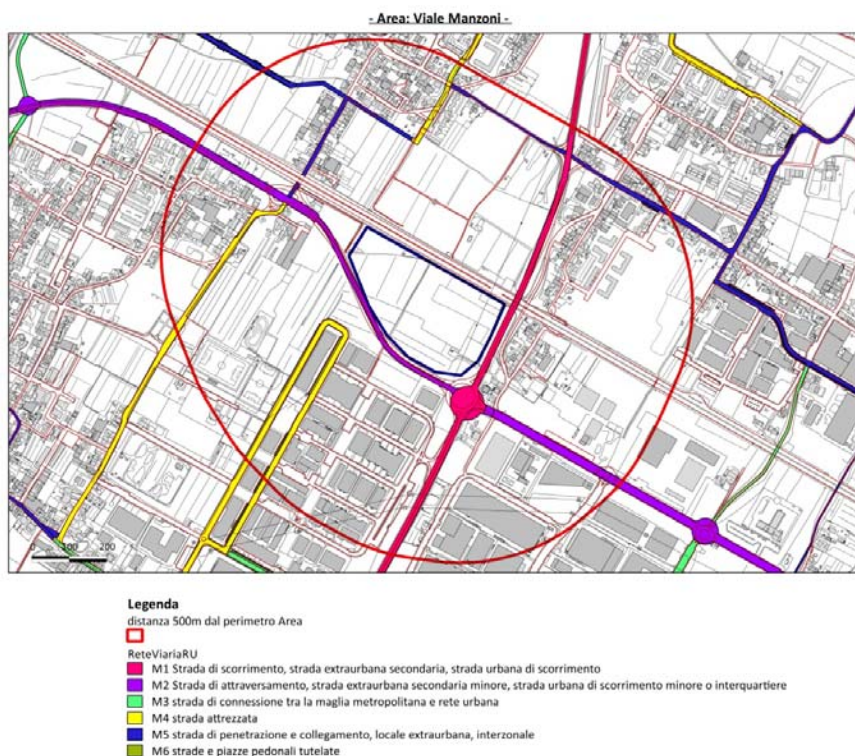 - Area: Viale Manzoni -
100 200
Legenda
distanza 500m dal perimetro Area
ReteViariaRU
M1 Strada di scorrimento, strada extraurbana secondaria, strada urbana di scorrimento
M2 Strada di attraversamento, strada extraurbana secondaria minore, strada urbana di scorrimento minore o interquartiere
M3 strada di connessione tra la maglia metropolitana e rete urbana
M4 strada attrezzata
M5 strada di penetrazione e collegamento, locale extraurbana, interzonale
M6 strade e piazze pedonali tutelate